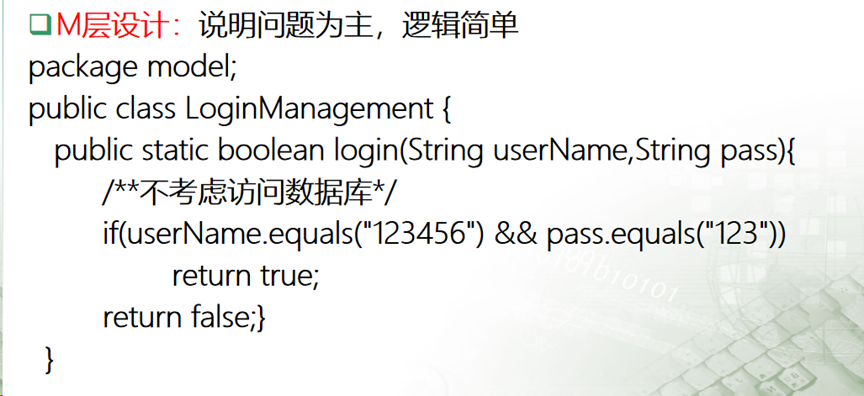 M层设计：说明问题为主，逻辑简单
package model;
public class LoginManagement {
public static boolean login(String userName,String pass){
/**不考虑访问数据库*/
if(userName.equals("123456") && pass.equals("123"))
return true;
return false;}
}